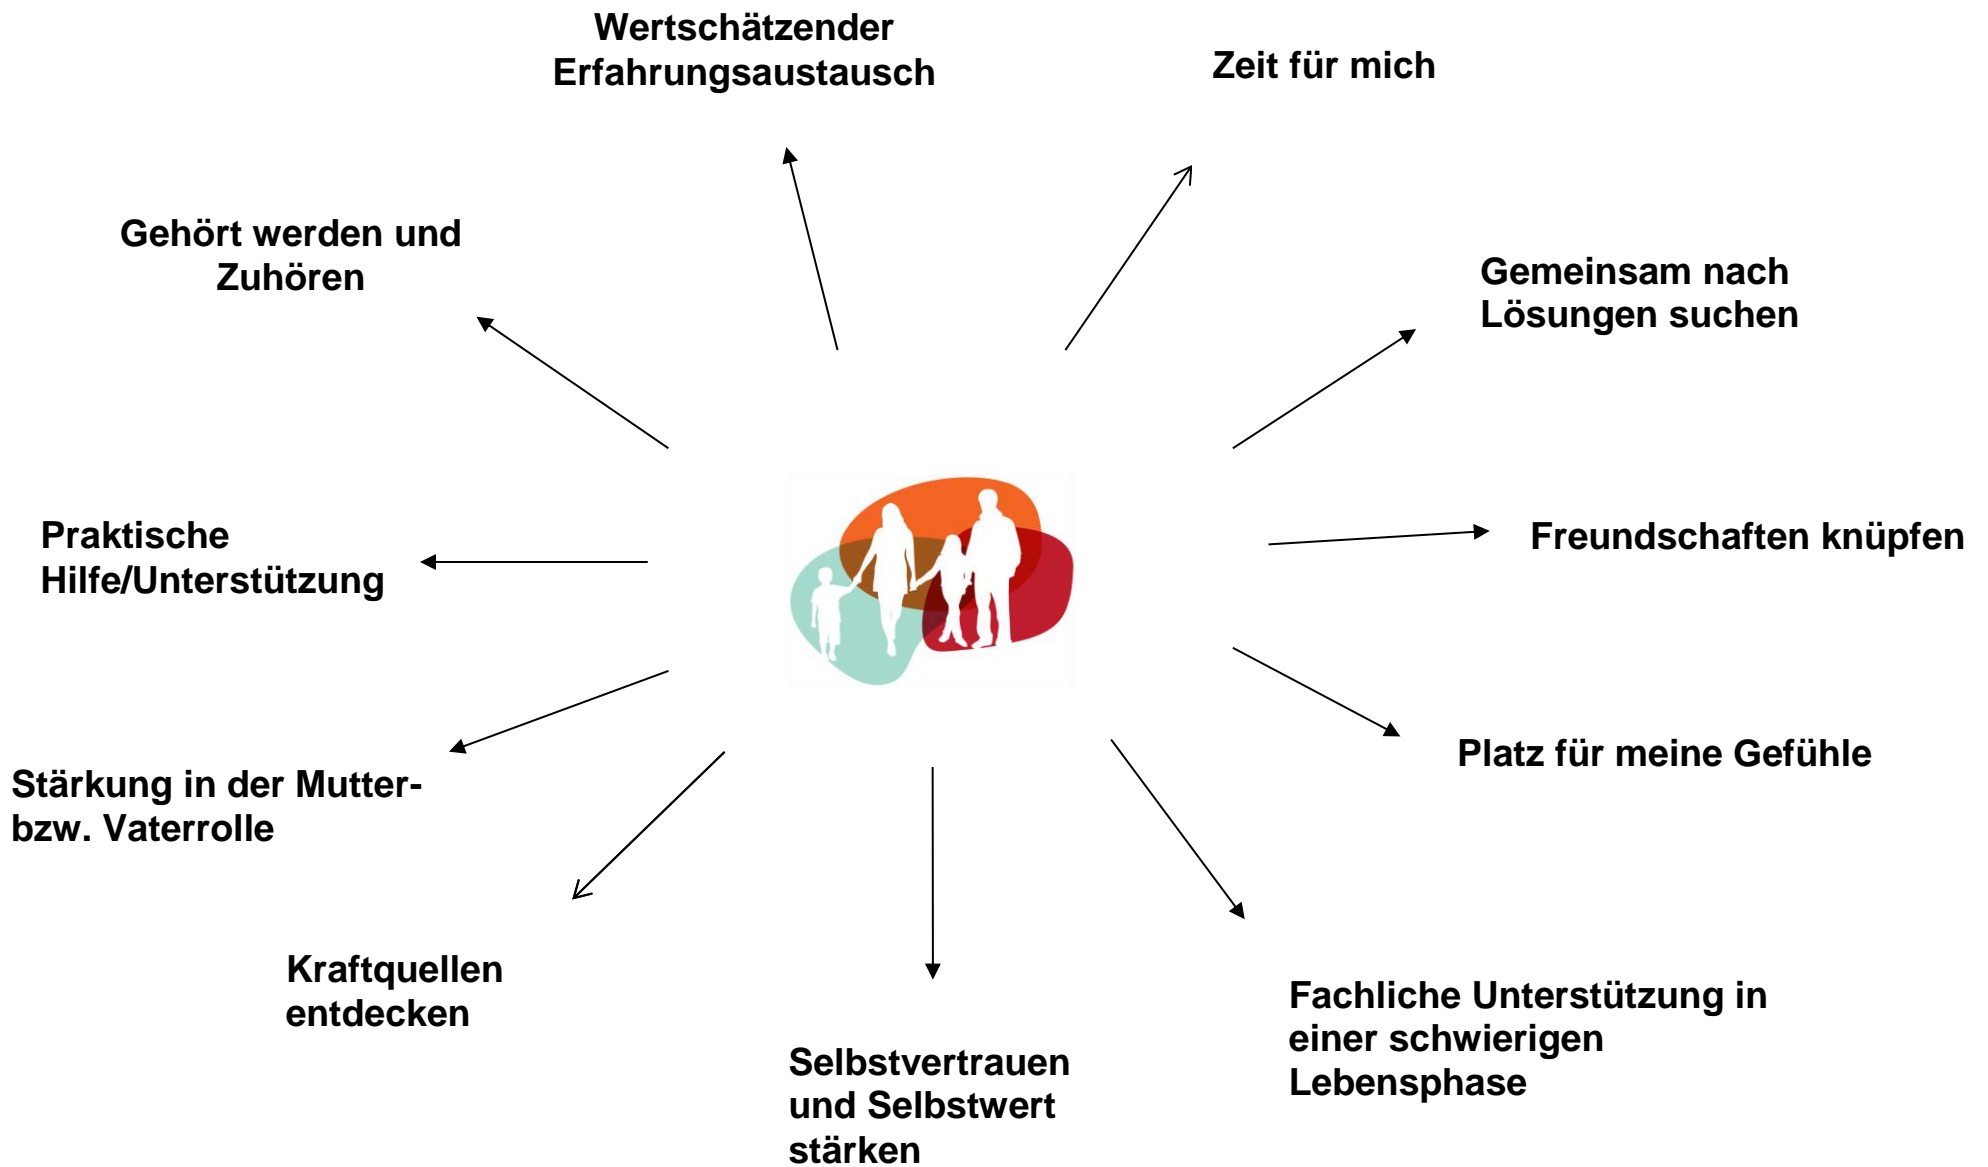 Wertschätzender
Erfahrungsaustausch
Zeit für mich
Gehört werden und
Zuhören
Gemeinsam nach
Lösungen suchen
Praktische
Hilfe/Unterstützung
Freundschaften knüpfen
Stärkung in der Mutter-
bzw. Vaterrolle
Platz für meine Gefühle
Kraftquellen
entdecken
Selbstvertrauen
und Selbstwert
stärken
Fachliche Unterstützung in
einer schwierigen
Lebensphase